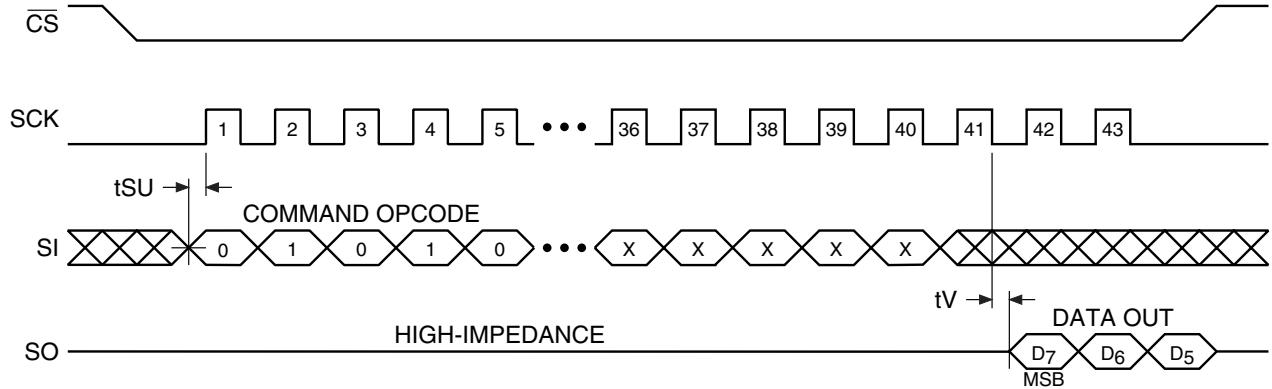 CS
SCK
1 2 3 4 5 ••• 36 37 38 39 40 41 42 43
tSU
COMMAND OPCODE
SI
0 1 0 1 0 ••• X X X X X
tV
HIGH-IMPEDANCE
DATA OUT
SO
D7 D6 D5
MSB